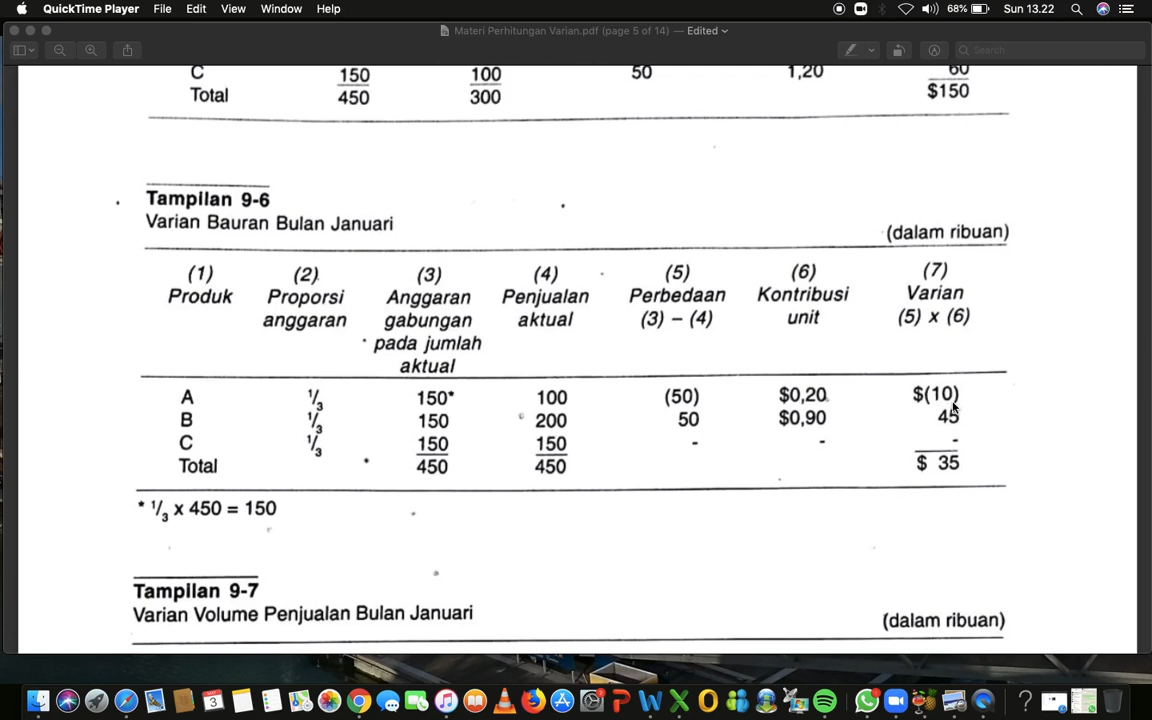 QuickTime Player File Edit View Window Help 68% Sun 13.22
Materi Perhitungan Varian.pdf (page 5 of 14) — Edited
Search
C 150 100 50 1,20 60
Total 450 300 $150
Tampilan 9-6
Varian Bauran Bulan Januari
(dalam ribuan)
(1) (2) (3) (4) (5) (6) (7)
Produk Proporsi Anggaran Penjualan Perbedaan Kontribusi Varian
anggaran gabungan aktual (3) – (4) unit (5) x (6)
pada jumlah
aktual
A 1/3 150* 100 (50) $0,20 $(10)
B 1/3 150 200 50 $0,90 45
C 1/3 150 150 - - -
Total 450 450 $ 35
* 1/3 x 450 = 150
Tampilan 9-7
Varian Volume Penjualan Bulan Januari
(dalam ribuan)
3